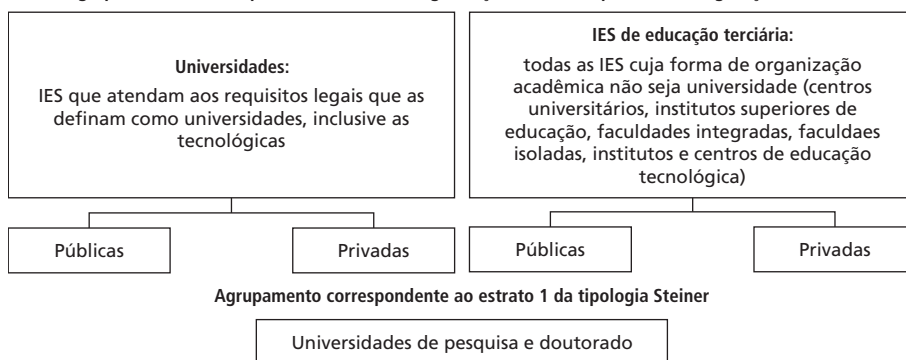 Universidades:
IES que atendam aos requisitos legais que as
definam como universidades, inclusive as
tecnológicas
IES de educação terciária:
todas as IES cuja forma de organização
acadêmica não seja universidade (centros
universitários, institutos superiores de
educação, faculdades integradas, faculdaes
isoladas, institutos e centros de educação
tecnológica)
Públicas
Privadas
Públicas
Privadas
Agrupamento correspondente ao estrato 1 da tipologia Steiner
Universidades de pesquisa e doutorado